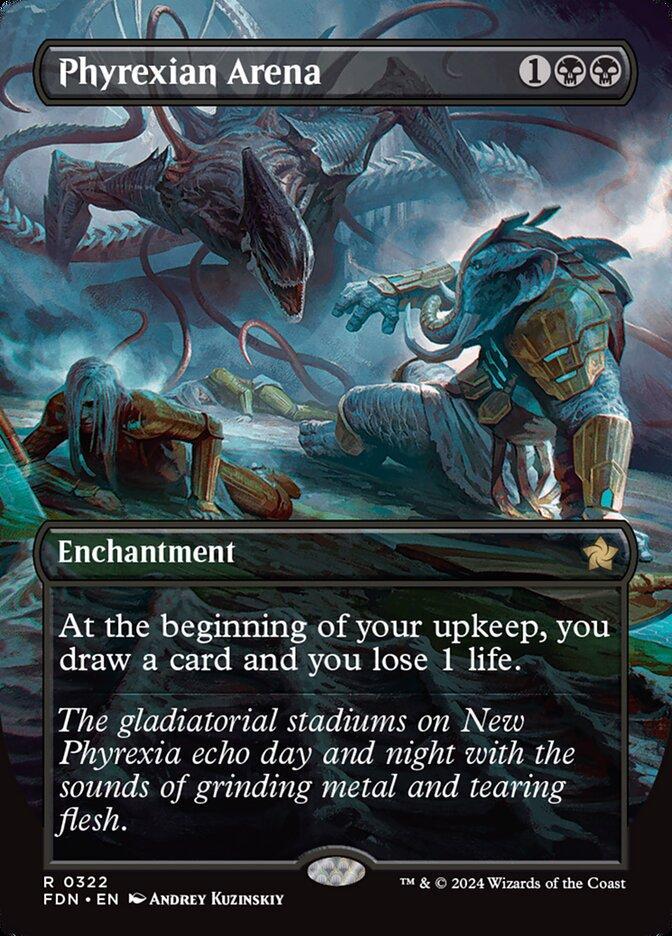 Phyrexian Arena 1
Enchantment
At the beginning of your upkeep, you
draw a card and you lose 1 life.
The gladiatorial stadiums on New
Phyrexia echo day and night with the
sounds of grinding metal and tearing
flesh.
R 0322
FDN • EN Andrey Kuzinskiy
™ & © 2024 Wizards of the Coast